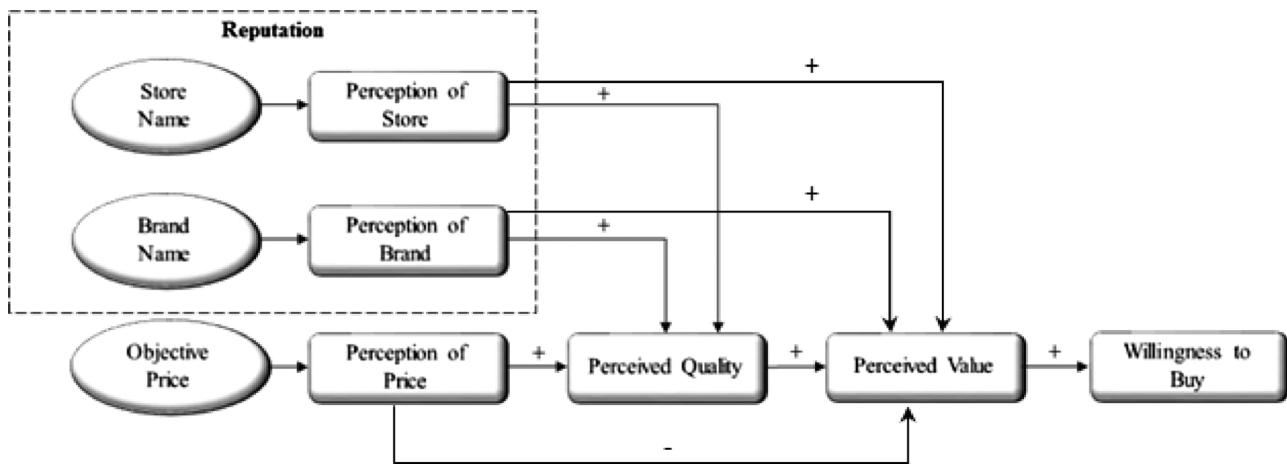 Reputation
Store
Name
Perception of
Store
+
+
Brand
Name
Perception of
Brand
+
+
Objective
Price
Perception of
Price
+
Perceived Quality
+
Perceived Value
+
Willingness to
Buy
-